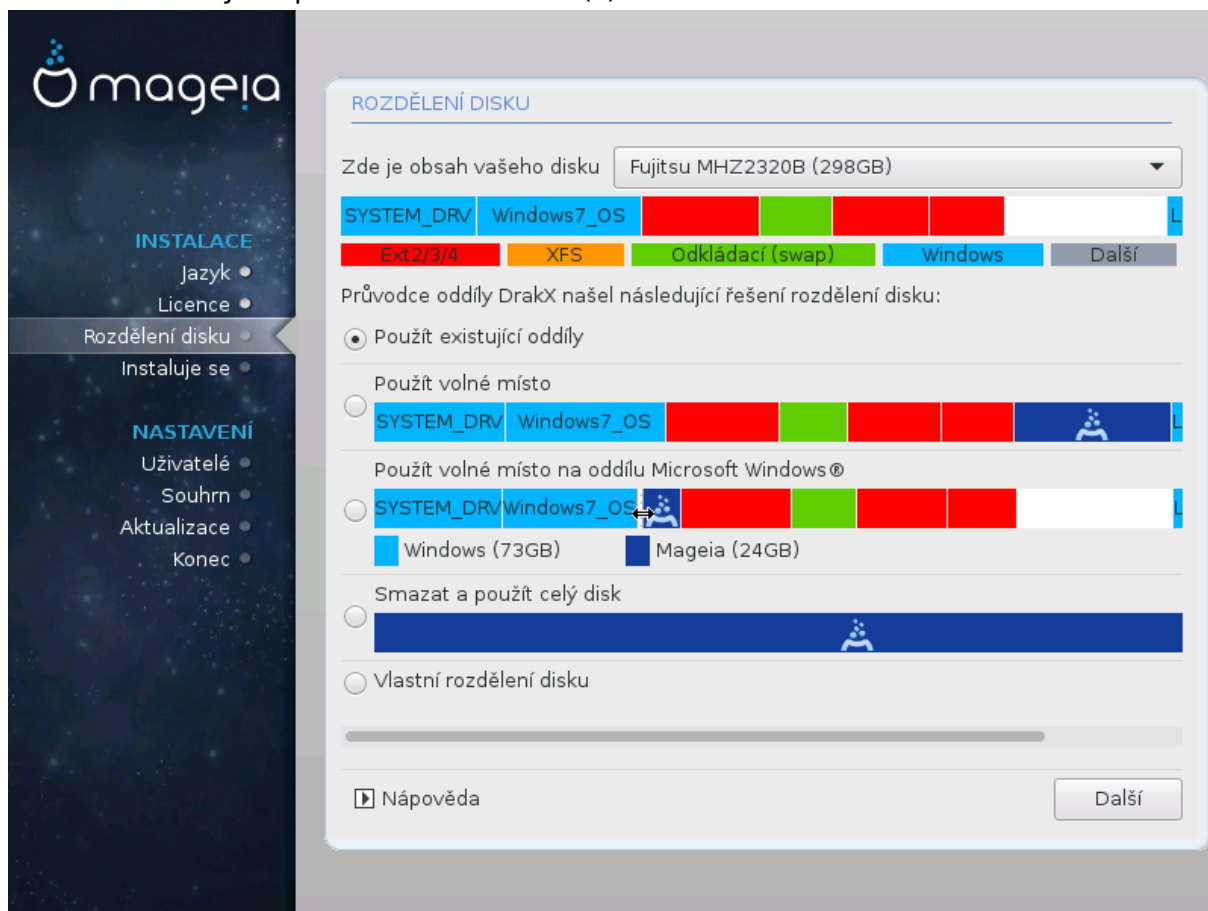 mageia
INSTALACE
Jazyk
Licence
Rozdělení disku
Instaluje se
NASTAVENÍ
Uživatelé
Souhrn
Aktualizace
Konec
ROZDĚLENÍ DISKU
Zde je obsah vašeho disku Fujitsu MHZ2320B (298GB)
SYSTEM_DRV Windows7_OS L
Ext2/3/4 XFS Odkládací (swap) Windows Další
Průvodce oddíly DrakX našel následující řešení rozdělení disku:
Použít existující oddíly
Použít volné místo
SYSTEM_DRV Windows7_OS L
Použít volné místo na oddílu Microsoft Windows®
SYSTEM_DRV Windows7_OS L
Windows (73GB) Mageia (24GB)
Smazat a použít celý disk
Vlastní rozdělení disku
Nápověda Další